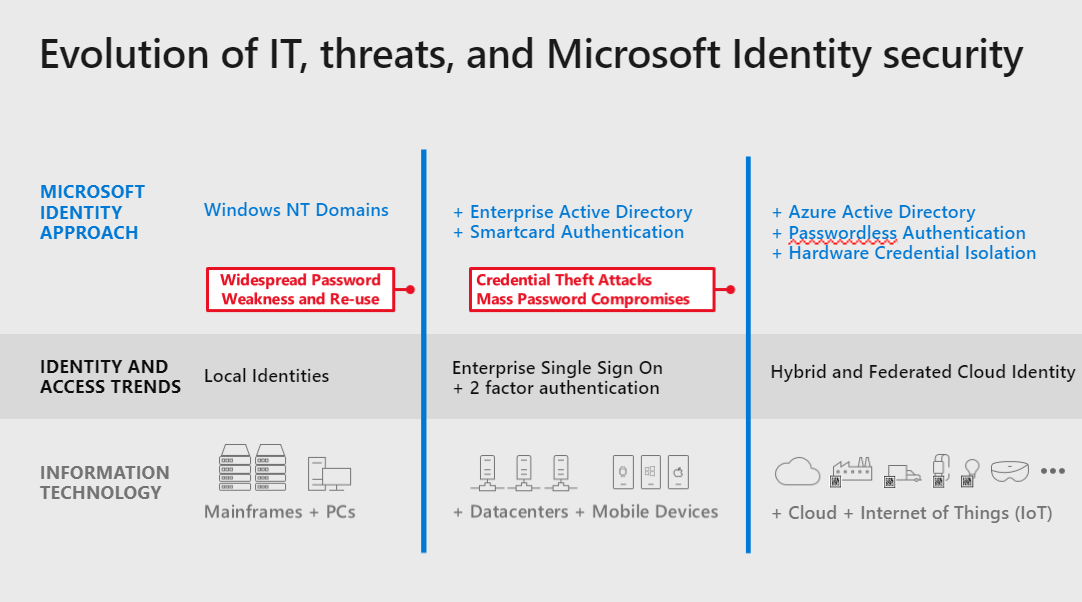 Evolution of IT, threats, and Microsoft Identity security
MICROSOFT
IDENTITY
APPROACH
Windows NT Domains
+ Enterprise Active Directory
+ Smartcard Authentication
+ Azure Active Directory
+ Passwordless Authentication
+ Hardware Credential Isolation
Widespread Password
Weakness and Re-use
Credential Theft Attacks
Mass Password Compromises
IDENTITY AND
ACCESS TRENDS
Local Identities
Enterprise Single Sign On
+ 2 factor authentication
Hybrid and Federated Cloud Identity
INFORMATION
TECHNOLOGY
Mainframes + PCs
+ Datacenters + Mobile Devices
+ Cloud + Internet of Things (IoT)